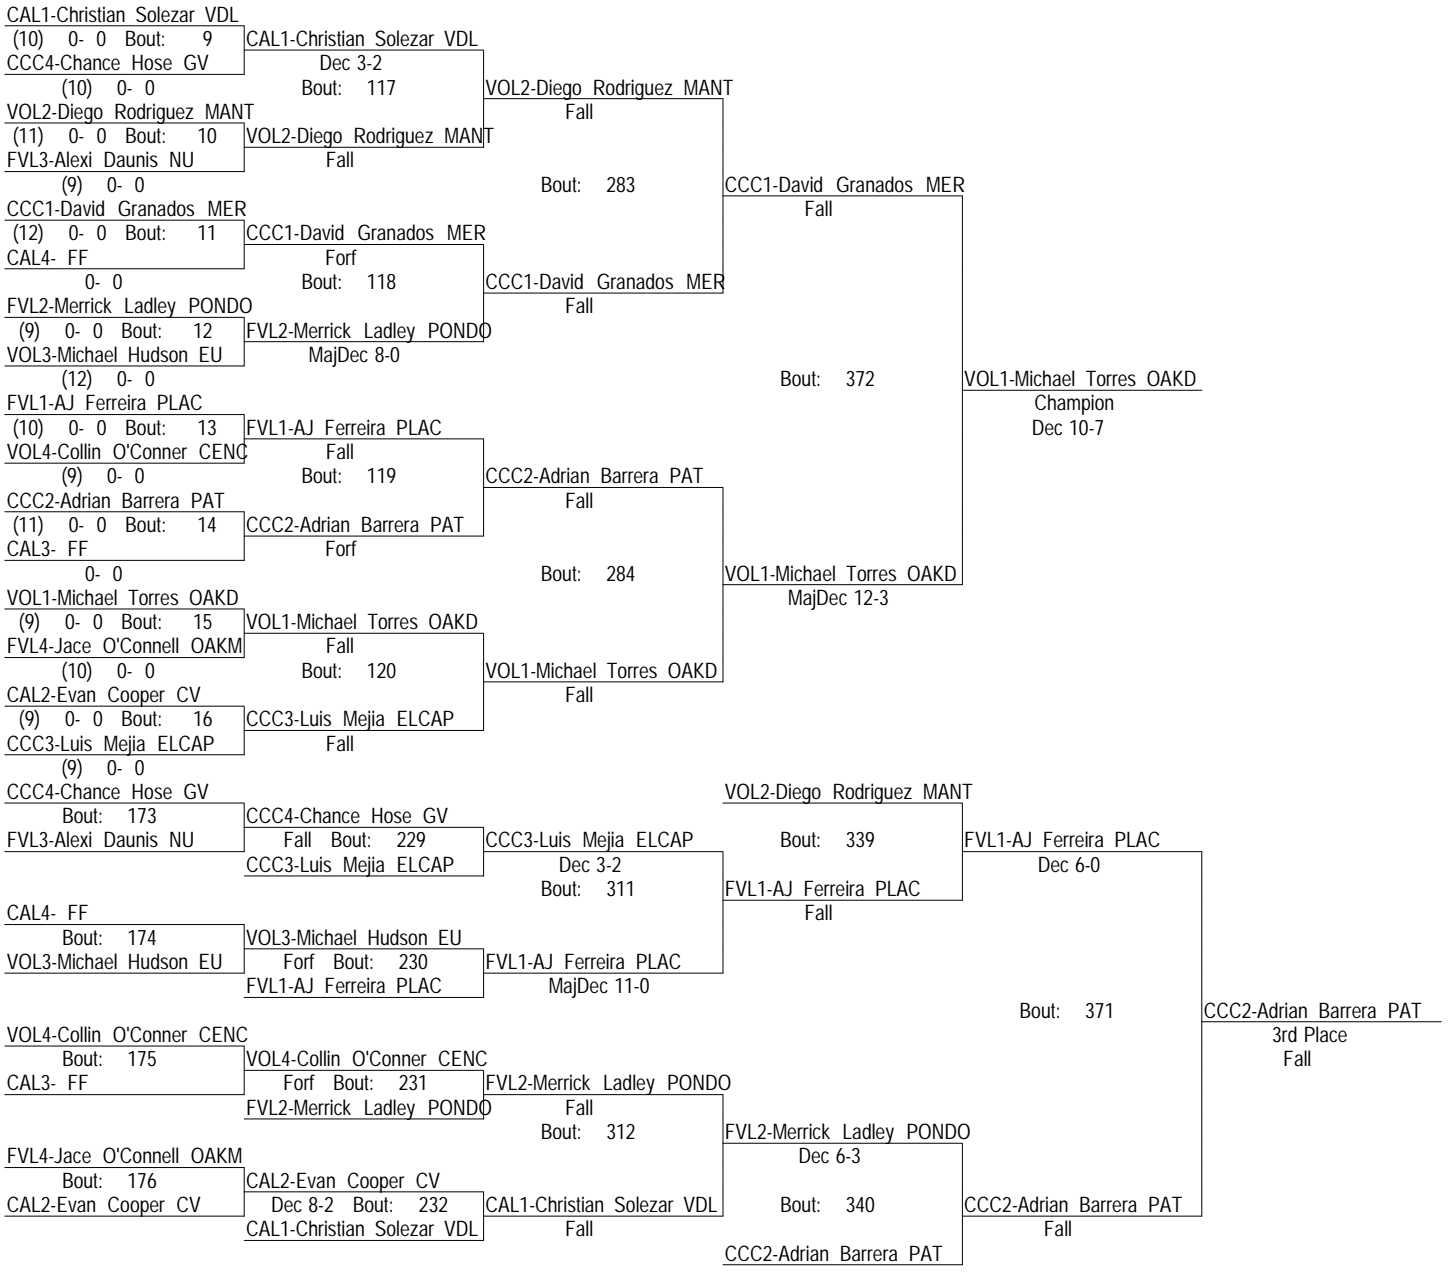 CAL1-Christian Solezar VDL
(10) 0- 0 Bout: 9 CAL1-Christian Solezar VDL
CCC4-Chance Hose GV Dec 3-2
(10) 0- 0 Bout: 117 VOL2-Diego Rodriguez MANT
VOL2-Diego Rodriguez MANT Fall
(11) 0- 0 Bout: 10 VOL2-Diego Rodriguez MANT
FVL3-Alexi Daunis NU Fall
(9) 0- 0 Bout: 283 CCC1-David Granados MER
CCC1-David Granados MER Fall
(12) 0- 0 Bout: 11 CCC1-David Granados MER
CAL4- FF Forf
0- 0 Bout: 118 CCC1-David Granados MER
FVL2-Merrick Ladley PONDO Fall
(9) 0- 0 Bout: 12 FVL2-Merrick Ladley PONDO
VOL3-Michael Hudson EU MajDec 8-0
(12) 0- 0 Bout: 372 VOL1-Michael Torres OAKD
FVL1-AJ Ferreira PLAC Champion
(10) 0- 0 Bout: 13 FVL1-AJ Ferreira PLAC Dec 10-7
VOL4-Collin O'Conner CENC Fall
(9) 0- 0 Bout: 119 CCC2-Adrian Barrera PAT
CCC2-Adrian Barrera PAT Fall
(11) 0- 0 Bout: 14 CCC2-Adrian Barrera PAT
CAL3- FF Forf
0- 0 Bout: 284 VOL1-Michael Torres OAKD
VOL1-Michael Torres OAKD MajDec 12-3
(9) 0- 0 Bout: 15 VOL1-Michael Torres OAKD
FVL4-Jace O'Connell OAKM Fall
(10) 0- 0 Bout: 120 VOL1-Michael Torres OAKD
CAL2-Evan Cooper CV Fall
(9) 0- 0 Bout: 16 CCC3-Luis Mejia ELCAP
CCC3-Luis Mejia ELCAP Fall
(9) 0- 0
CCC4-Chance Hose GV VOL2-Diego Rodriguez MANT
Bout: 173 CCC4-Chance Hose GV
FVL3-Alexi Daunis NU Fall Bout: 229 CCC3-Luis Mejia ELCAP Bout: 339 FVL1-AJ Ferreira PLAC
CCC3-Luis Mejia ELCAP Dec 3-2 Dec 6-0
Bout: 311 FVL1-AJ Ferreira PLAC
CAL4- FF Fall
Bout: 174 VOL3-Michael Hudson EU
VOL3-Michael Hudson EU Forf Bout: 230 FVL1-AJ Ferreira PLAC
FVL1-AJ Ferreira PLAC MajDec 11-0
Bout: 371 CCC2-Adrian Barrera PAT
VOL4-Collin O'Conner CENC 3rd Place
Bout: 175 VOL4-Collin O'Conner CENC Fall
CAL3- FF Forf Bout: 231 FVL2-Merrick Ladley PONDO
FVL2-Merrick Ladley PONDO Fall
Bout: 312 FVL2-Merrick Ladley PONDO
FVL4-Jace O'Connell OAKM Dec 6-3
Bout: 176 CAL2-Evan Cooper CV
CAL2-Evan Cooper CV Dec 8-2 Bout: 232 CAL1-Christian Solezar VDL Bout: 340 CCC2-Adrian Barrera PAT
CAL1-Christian Solezar VDL Fall Fall
CCC2-Adrian Barrera PAT